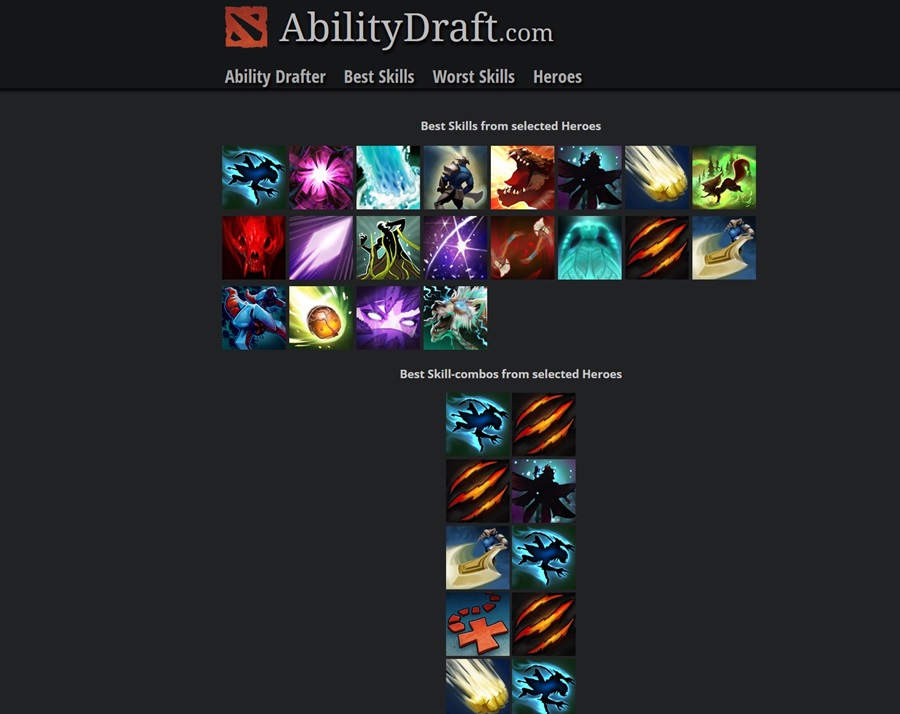 AbilityDraft.com
Ability Drafter Best Skills Worst Skills Heroes
Best Skills from selected Heroes
Best Skill-combos from selected Heroes